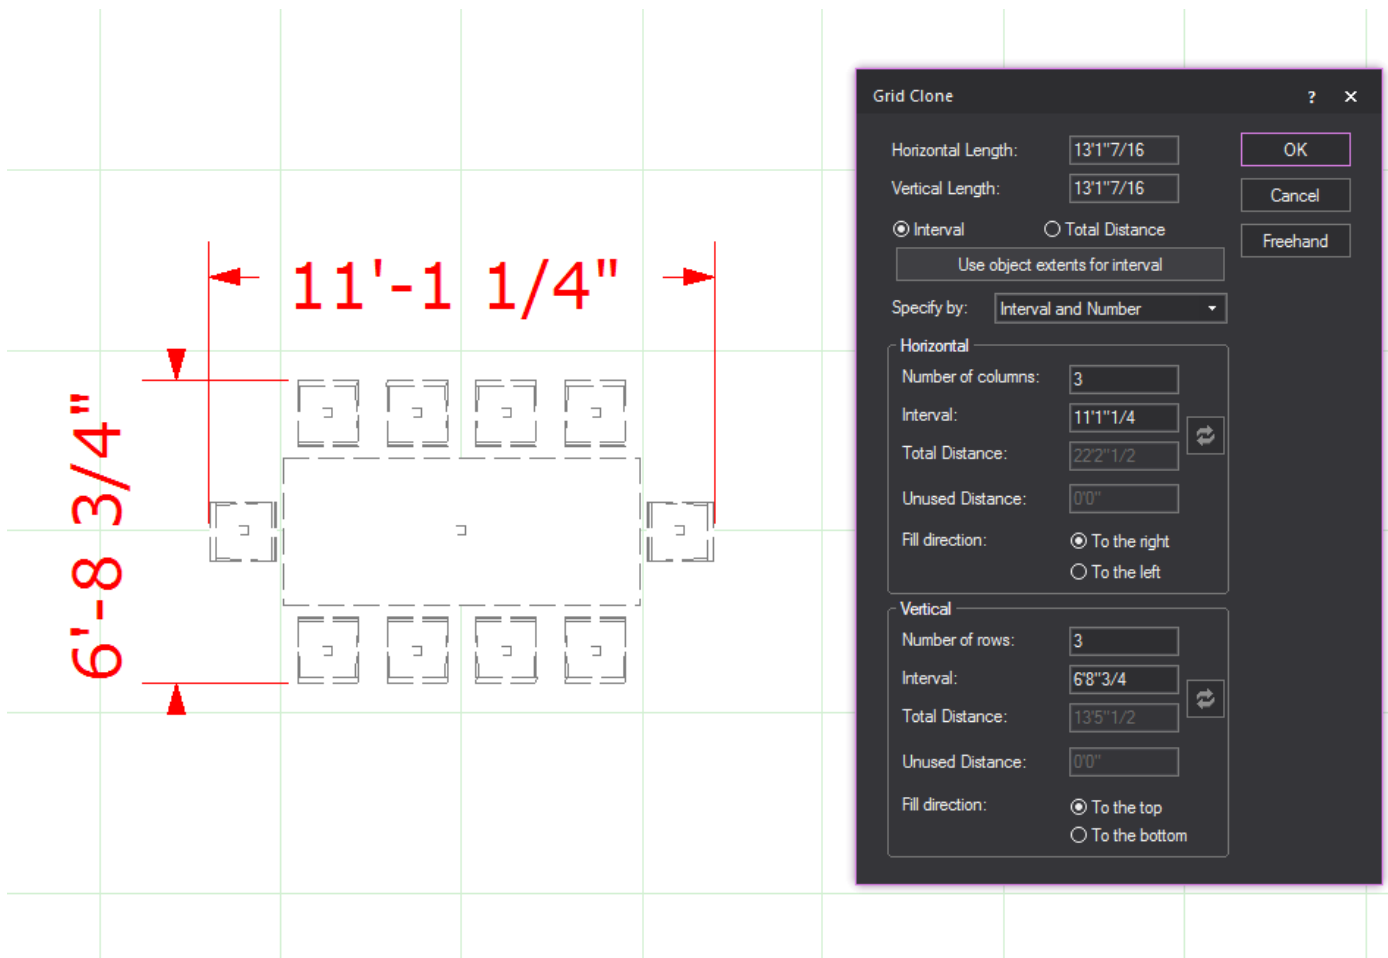 11'-1 1/4"
6'-8 3/4"
Grid Clone ? ×
Horizontal Length: 13'1"7/16 OK
Vertical Length: 13'1"7/16 Cancel
Interval Total Distance Freehand
Use object extents for interval
Specify by: Interval and Number
Horizontal
Number of columns: 3
Interval: 11'1"1/4
Total Distance: 22'2"1/2
Unused Distance: 0'0"
Fill direction: To the right
To the left
Vertical
Number of rows: 3
Interval: 6'8"3/4
Total Distance: 13'5"1/2
Unused Distance: 0'0"
Fill direction: To the top
To the bottom